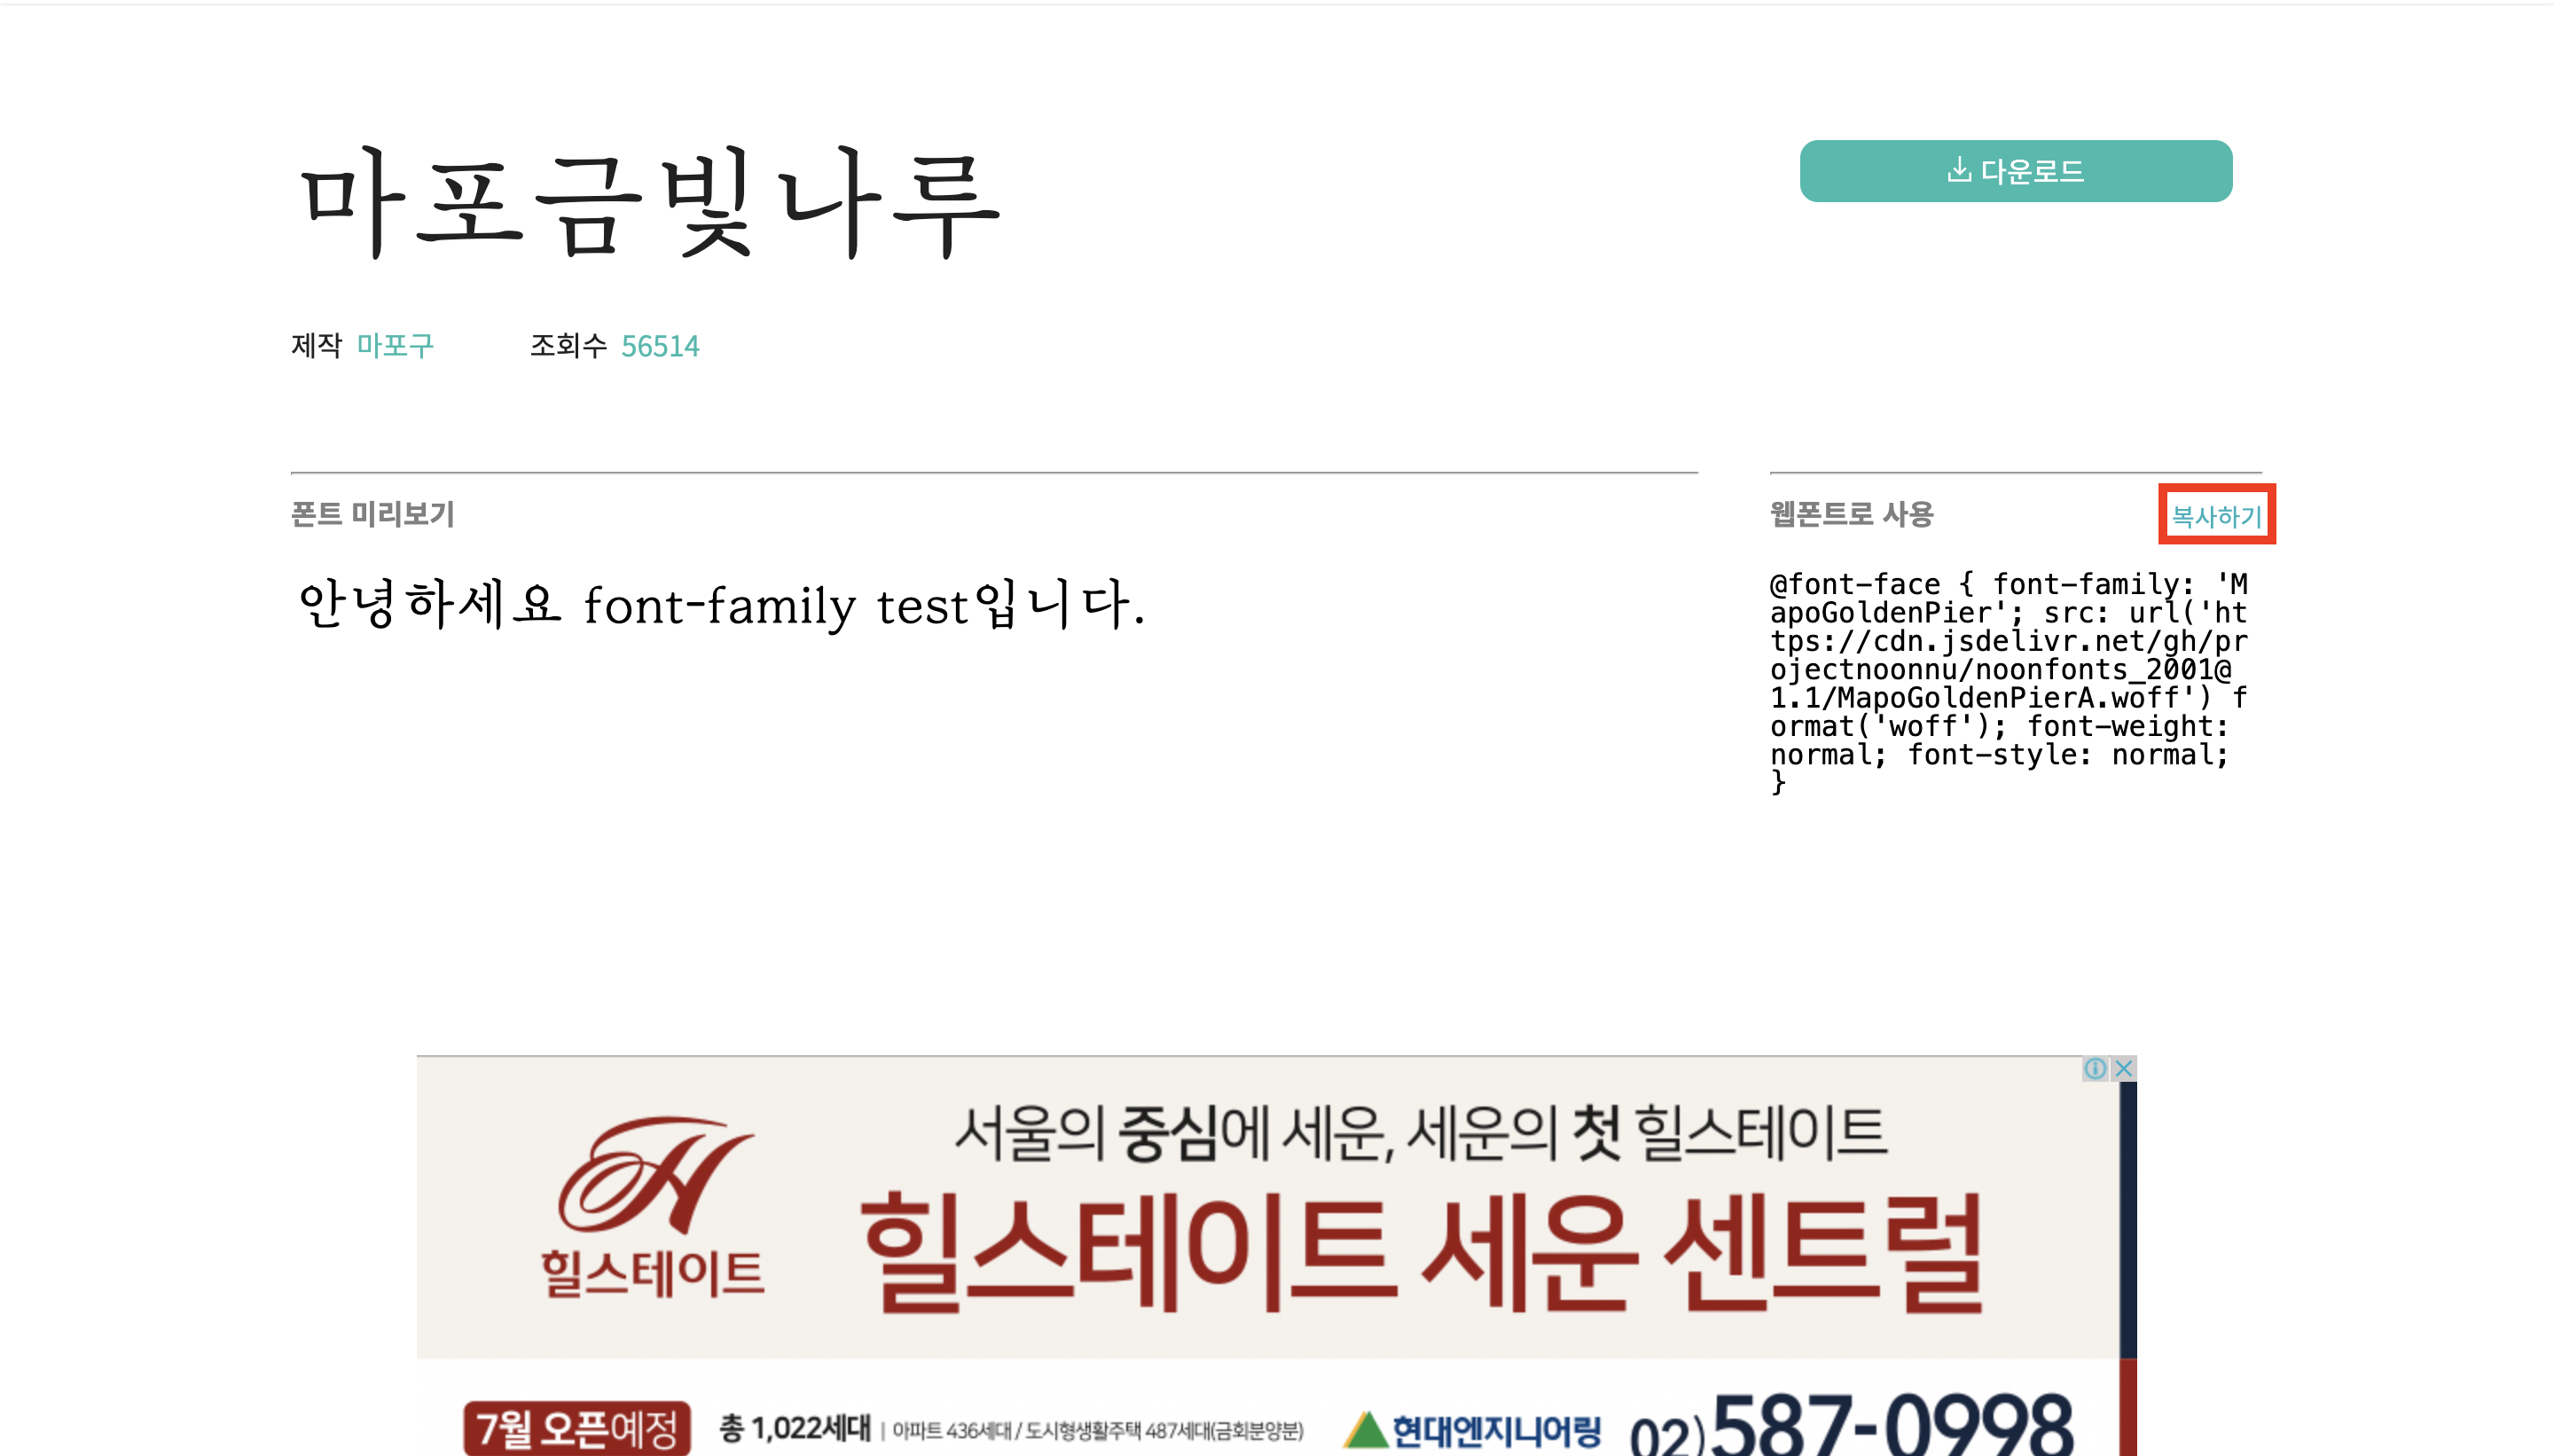 마포금빛나루
다운로드
제작 마포구 조회수 56514
폰트 미리보기
안녕하세요 font-family test입니다.
웹폰트로 사용 복사하기
@font-face { font-family: 'M
apoGoldenPier'; src: url('ht
tps://cdn.jsdelivr.net/gh/pr
ojectnoonnu/noonfonts_2001@
1.1/MapoGoldenPierA.woff') f
ormat('woff'); font-weight:
normal; font-style: normal;
}
서울의 중심에 세운, 세운의 첫 힐스테이트
힐스테이트
힐스테이트 세운 센트럴
7월 오픈예정 총 1,022세대 | 아파트 436세대 / 도시형생활주택 487세대(금회분양분) 현대엔지니어링 02)587-0998